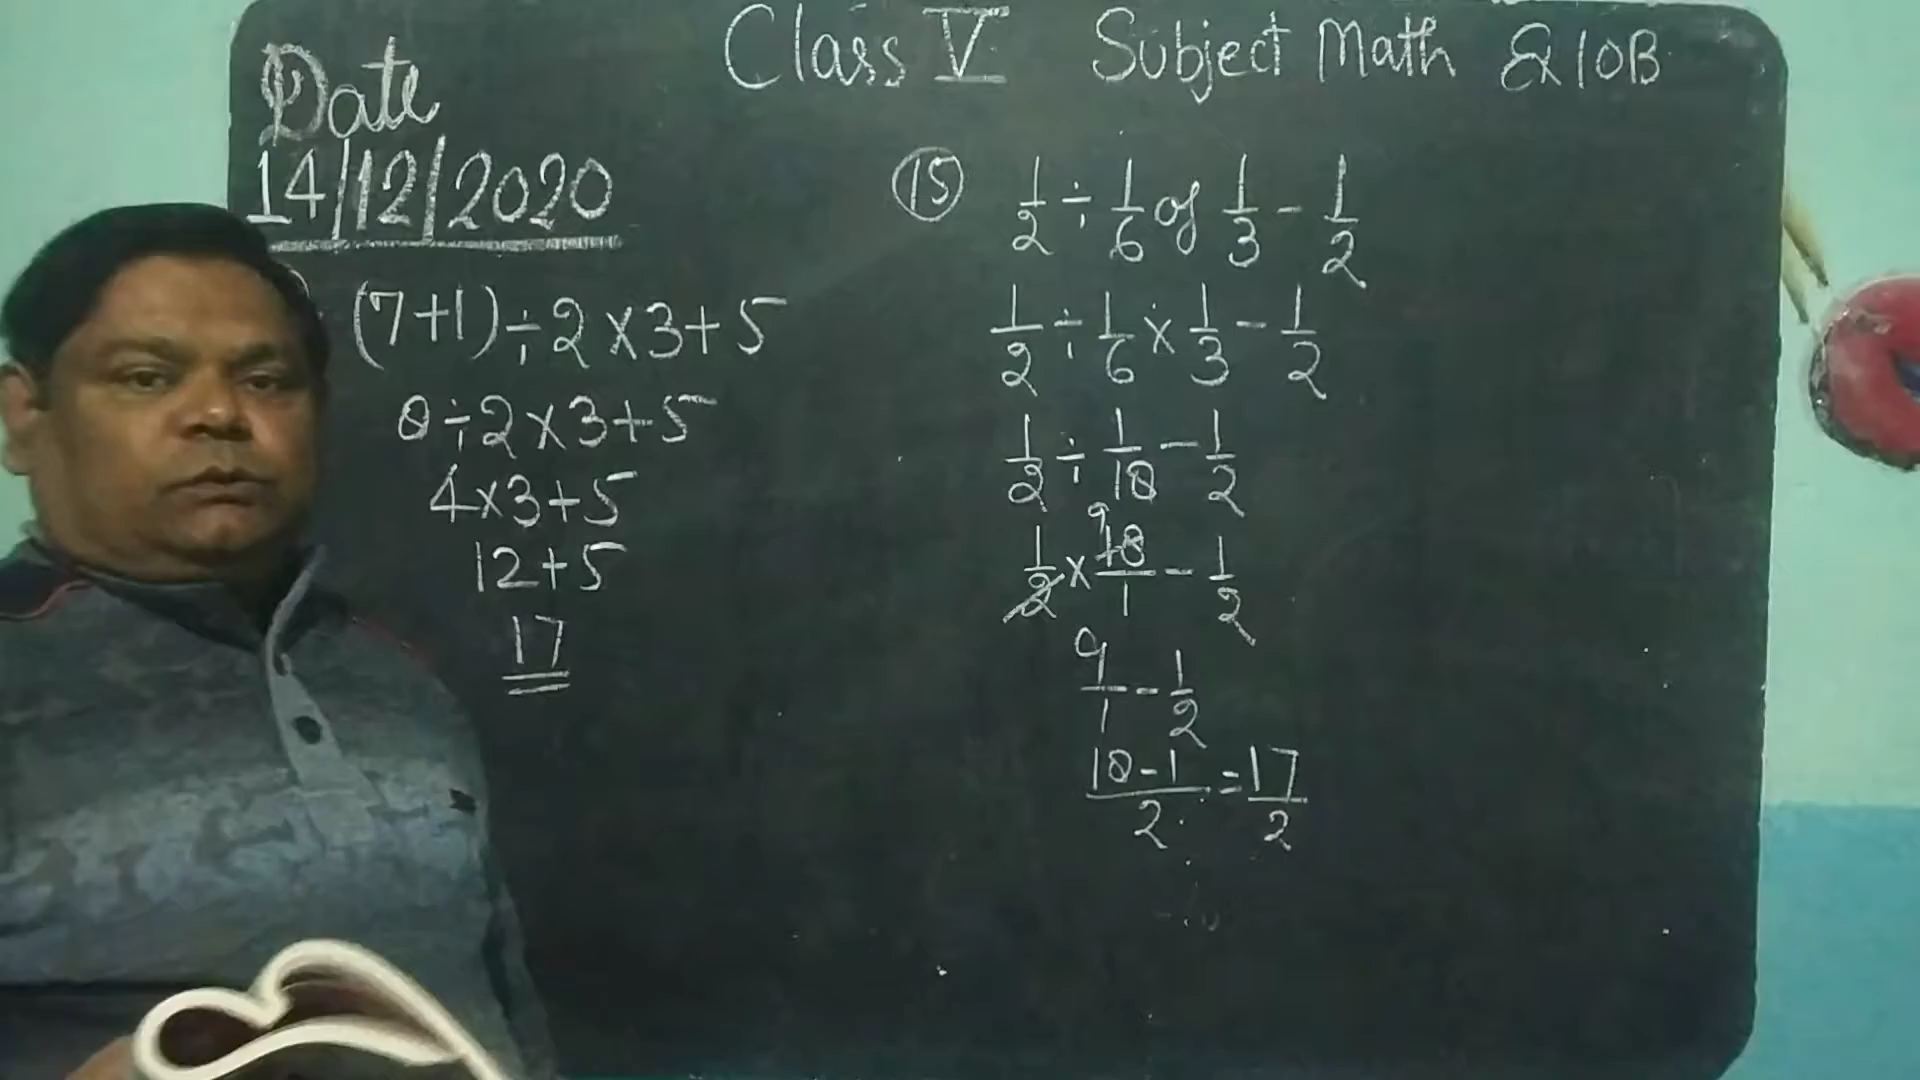 Class V Subject Math Ex 10B
Date
14/12/2020
(7+1)÷2×3+5
8÷2×3+5
4×3+5
12+5
17
(15) 1/2 ÷ 1/6 of 1/3 - 1/2
1/2 ÷ 1/6 × 1/3 - 1/2
1/2 ÷ 1/18 - 1/2
1/2 × 18/1 - 1/2
9
9/1 - 1/2
18-1/2 = 17/2